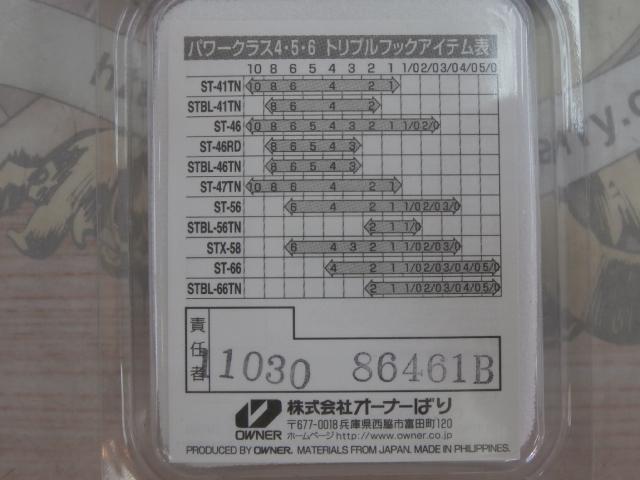 パワークラス4・5・6 トリプルフックアイテム表
10 8 6 5 4 3 2 1 1/0 2/0 3/0 4/0 5/0
ST-41TN 10 8 6 4 2 1
STBL-41TN 8 6 4 2
ST-46 10 8 6 5 4 3 2 1 1/0 2/0
ST-46RD 8 6 5 4 3
STBL-46TN 8 6 5 4 3
ST-47TN 10 8 6 4 2 1
ST-56 6 4 2 1 1/0 2/0 3/0
STBL-56TN 2 1 1/0
STX-58 6 4 3 2 1 1/0 2/0 3/0
ST-66 4 2 1 1/0 2/0 3/0 4/0 5/0
STBL-66TN 2 1 1/0 2/0 3/0 4/0 5/0
責任者 1030 86461B
OWNER 株式会社オーナーばり
〒677-0018 兵庫県西脇市富田町120
ホームページ http://www.owner.co.jp
PRODUCED BY OWNER. MATERIALS FROM JAPAN. MADE IN PHILIPPINES.